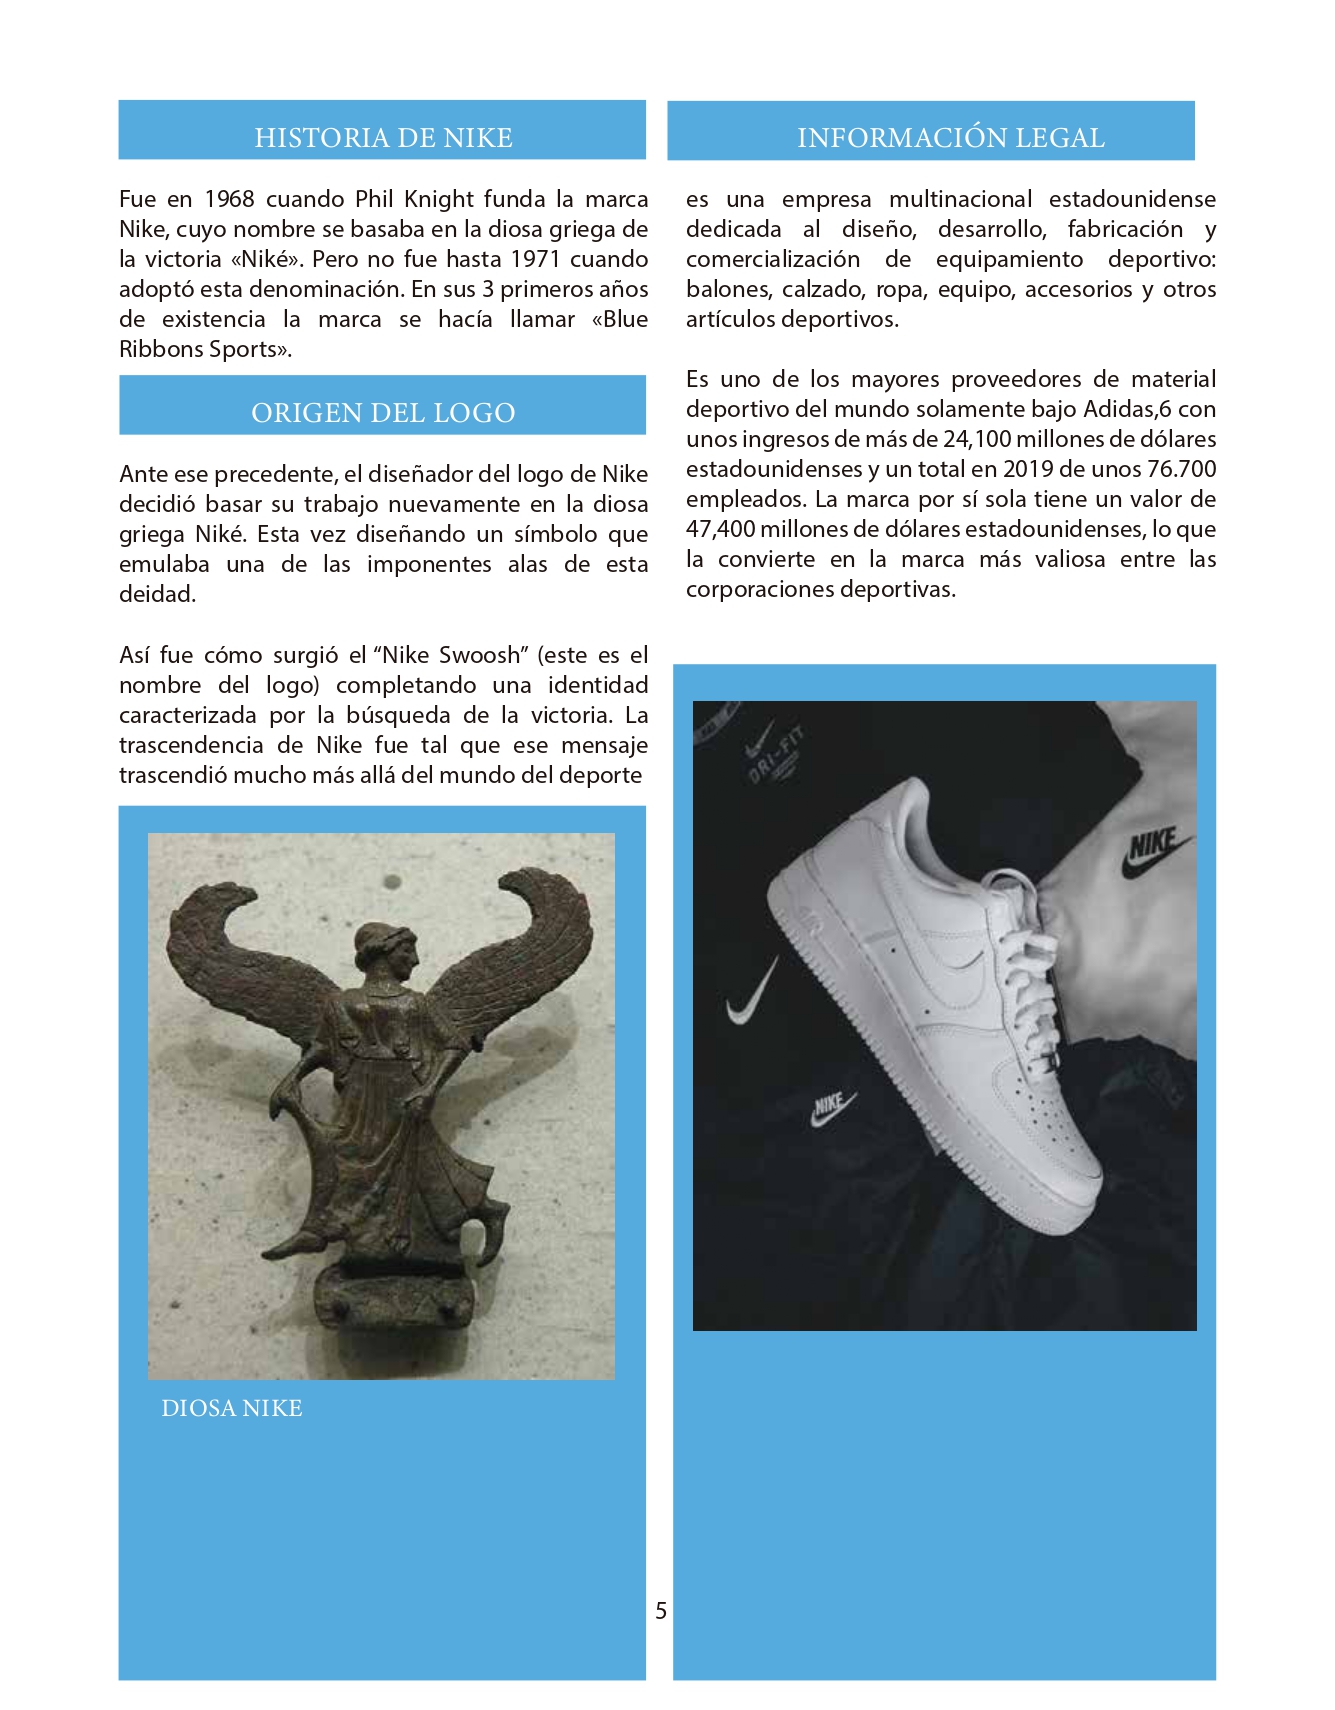 HISTORIA DE NIKE
Fue en 1968 cuando Phil Knight funda la marca
Nike, cuyo nombre se basaba en la diosa griega de
la victoria «Niké». Pero no fue hasta 1971 cuando
adoptó esta denominación. En sus 3 primeros años
de existencia la marca se hacía llamar «Blue
Ribbons Sports».
ORIGEN DEL LOGO
Ante ese precedente, el diseñador del logo de Nike
decidió basar su trabajo nuevamente en la diosa
griega Niké. Esta vez diseñando un símbolo que
emulaba una de las imponentes alas de esta
deidad.
Así fue cómo surgió el “Nike Swoosh” (este es el
nombre del logo) completando una identidad
caracterizada por la búsqueda de la victoria. La
trascendencia de Nike fue tal que ese mensaje
trascendió mucho más allá del mundo del deporte
DIOSA NIKE
INFORMACIÓN LEGAL
es una empresa multinacional estadounidense
dedicada al diseño, desarrollo, fabricación y
comercialización de equipamiento deportivo:
balones, calzado, ropa, equipo, accesorios y otros
artículos deportivos.
Es uno de los mayores proveedores de material
deportivo del mundo solamente bajo Adidas,6 con
unos ingresos de más de 24,100 millones de dólares
estadounidenses y un total en 2019 de unos 76.700
empleados. La marca por sí sola tiene un valor de
47,400 millones de dólares estadounidenses, lo que
la convierte en la marca más valiosa entre las
corporaciones deportivas.
DRI-FIT
NIKE
NIKE
5